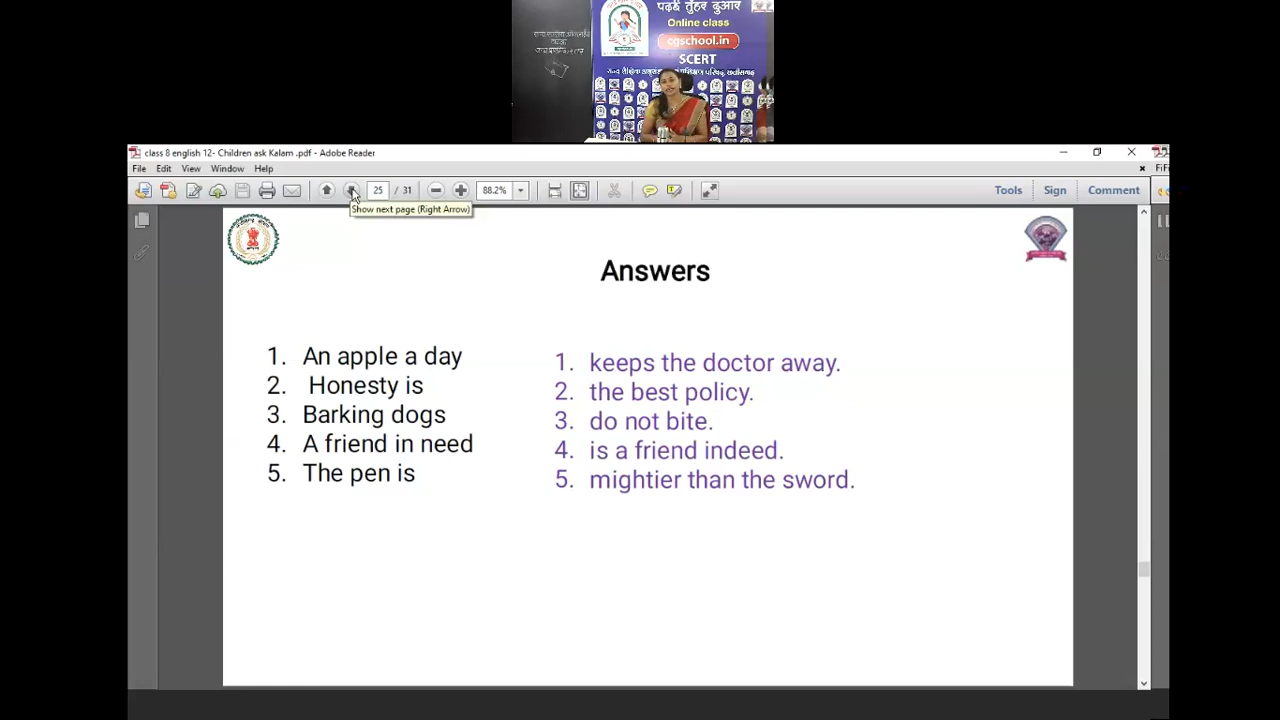 पढ़ई तुंहर दुआर
Online class
cgschool.in
SCERT
class 8 english 12- Children ask Kalam .pdf - Adobe Reader
File Edit View Window Help
25 / 31 88.2% Tools Sign Comment
Show next page (Right Arrow)
Answers
1. An apple a day
2. Honesty is
3. Barking dogs
4. A friend in need
5. The pen is
1. keeps the doctor away.
2. the best policy.
3. do not bite.
4. is a friend indeed.
5. mightier than the sword.